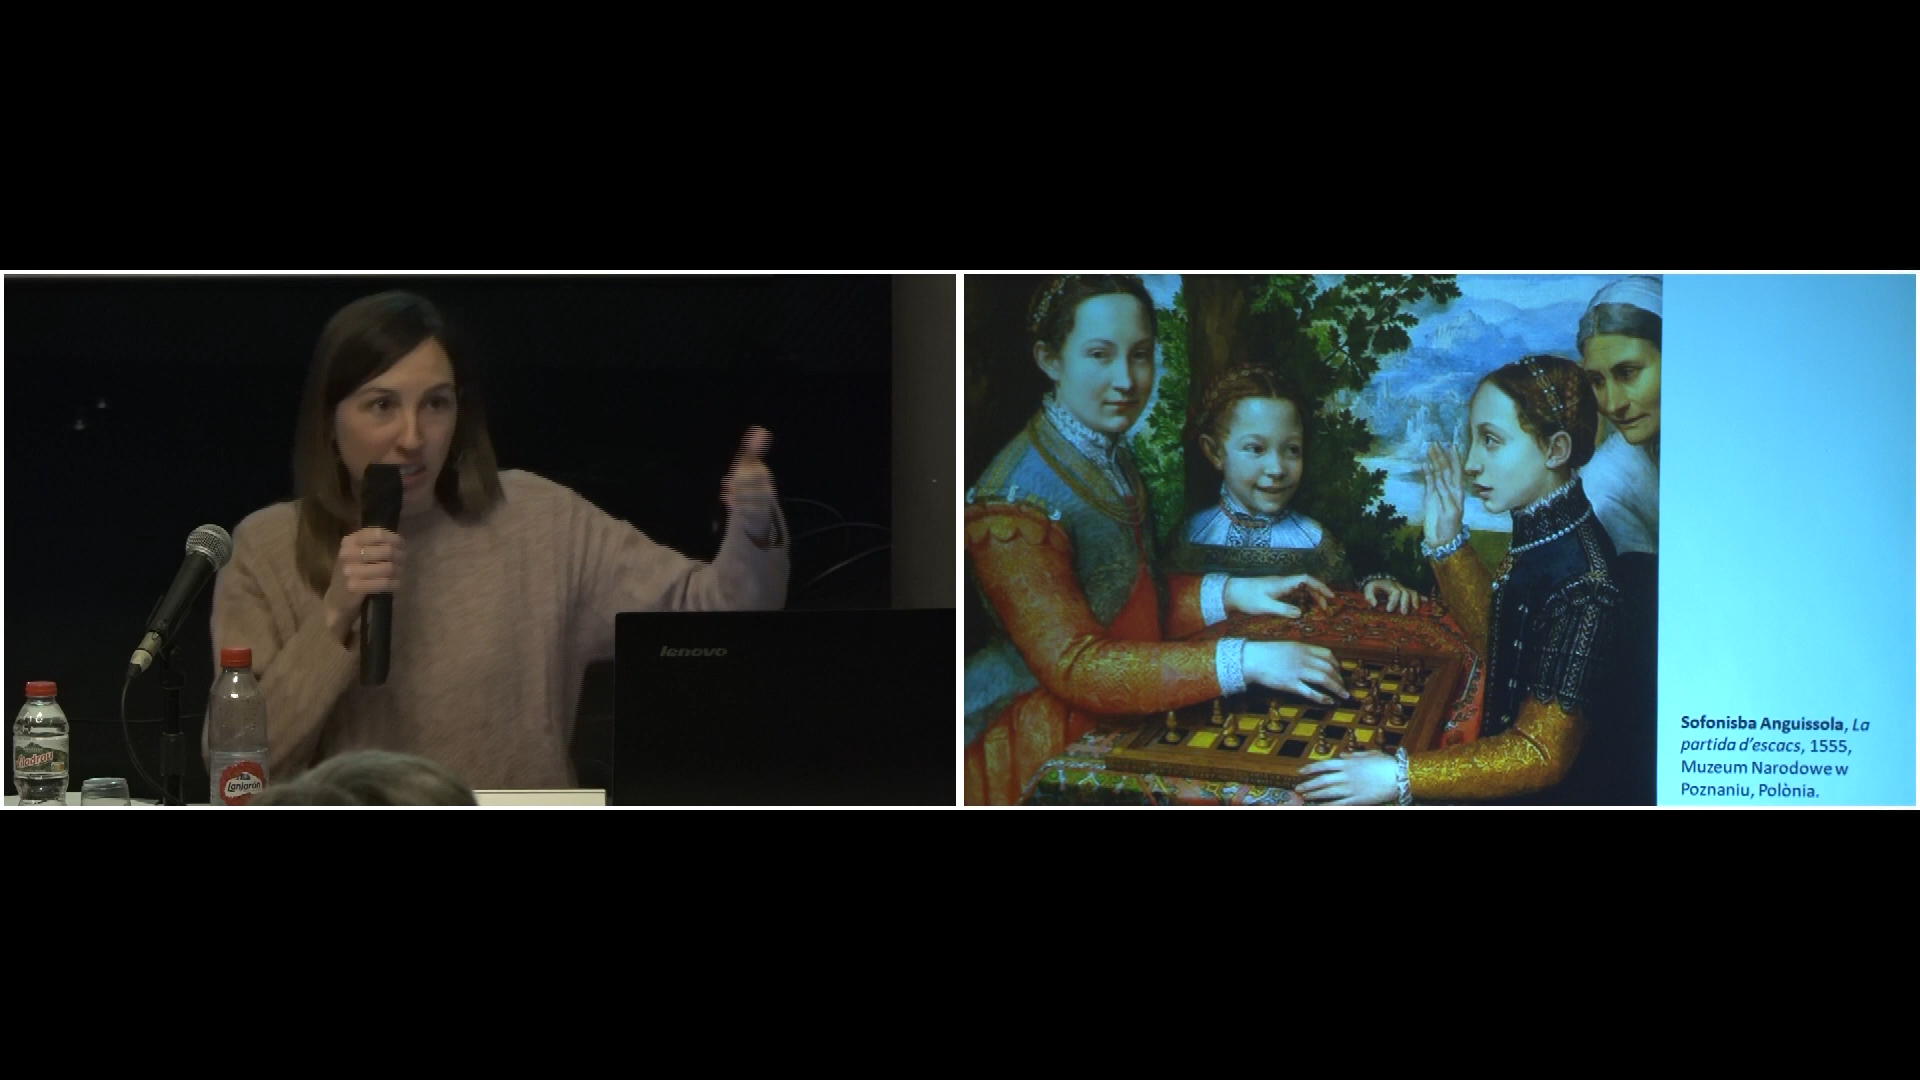 lenovo
Lanjarón
Sofonisba Anguissola, La
partida d'escacs, 1555,
Muzeum Narodowe w
Poznaniu, Polònia.